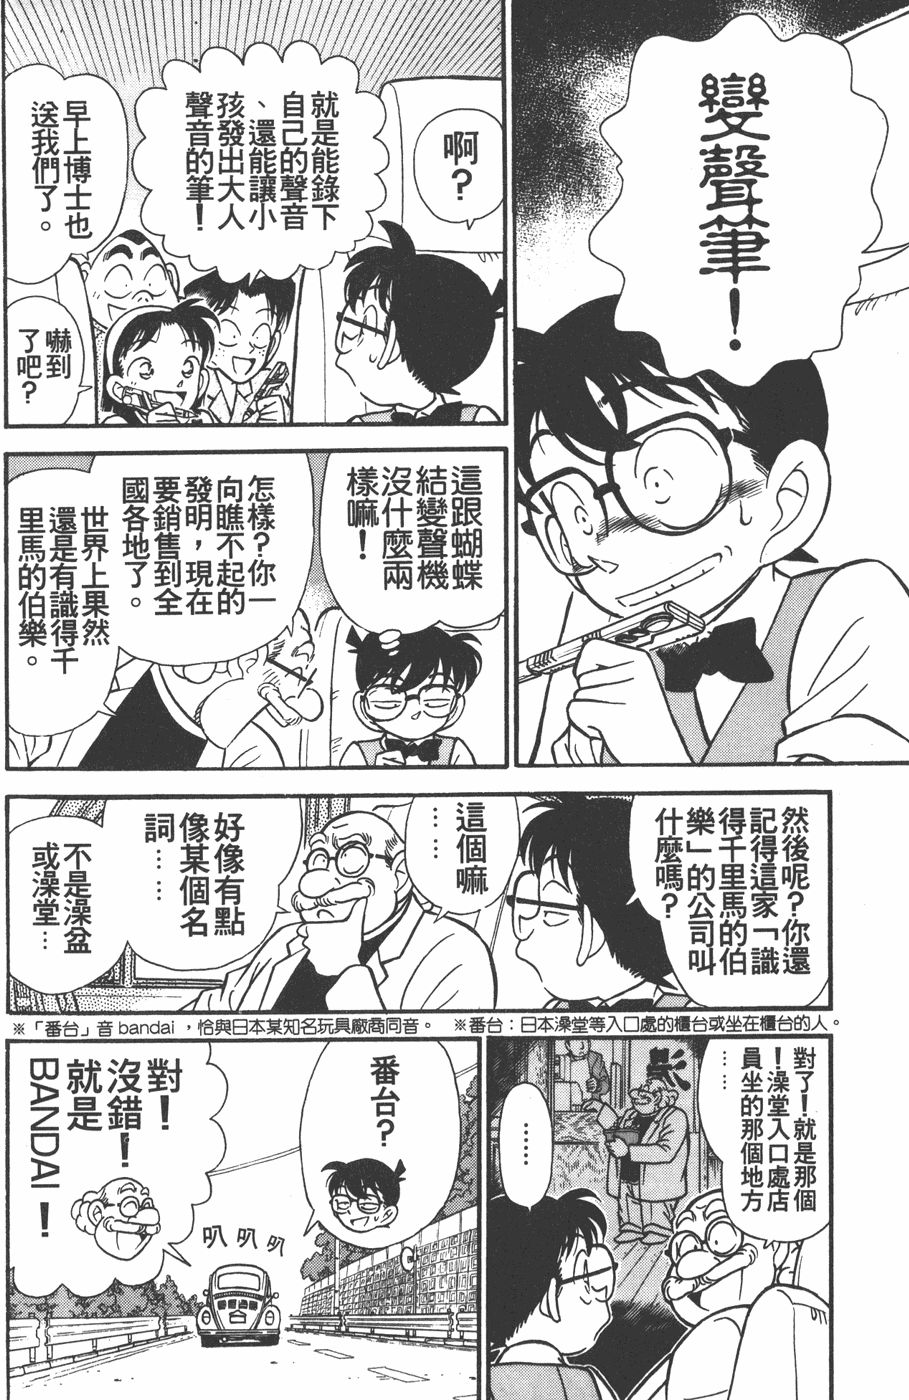 變聲筆！
啊？
就是能錄下
自己的聲音
、還能讓小
孩發出大人
聲音的筆！
早上博士也
送我們了。
嚇到
了吧？
這跟蝴蝶
結變聲機
沒什麼兩
樣嘛！
怎樣？你一
向瞧不起的
發明，現在
要銷售到全
國各地了。
世界上果然
還是有識得千
里馬的伯樂。
然後呢？你還
記得這家「識
得千里馬的伯
樂」的公司叫
什麼嗎？
這個嘛
……
好像有點
像某個名
詞……
不是澡盆
或澡堂…
※番台：日本澡堂等入口處的櫃台或坐在櫃台的人。
※「番台」音bandai，恰與日本某知名玩具廠商同音。
對了！就是那個
！澡堂入口處店
員坐的那個地方
……
湯
……
番台？
對！
沒錯！
就是
BANDAI！
叭叭叭